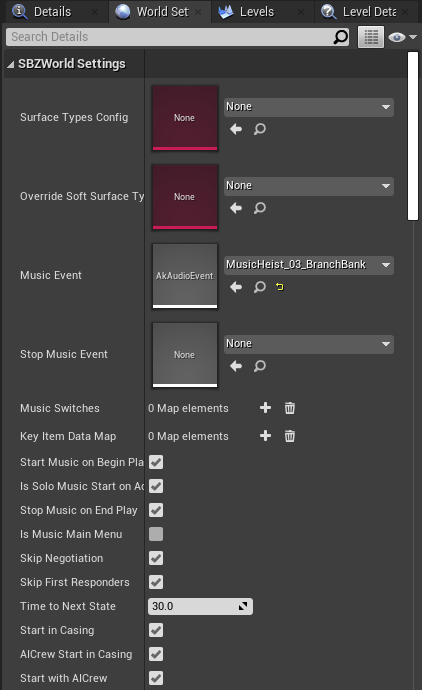 Details World Set Levels Level Deta
Search Details
SBZWorld Settings
None
Surface Types Config None
None
Override Soft Surface Ty None
MusicHeist_03_BranchBank
Music Event AkAudioEvent
None
Stop Music Event None
Music Switches 0 Map elements
Key Item Data Map 0 Map elements
Start Music on Begin Pla
Is Solo Music Start on Ac
Stop Music on End Play
Is Music Main Menu
Skip Negotiation
Skip First Responders
Time to Next State 30.0
Start in Casing
AICrew Start in Casing
Start with AICrew